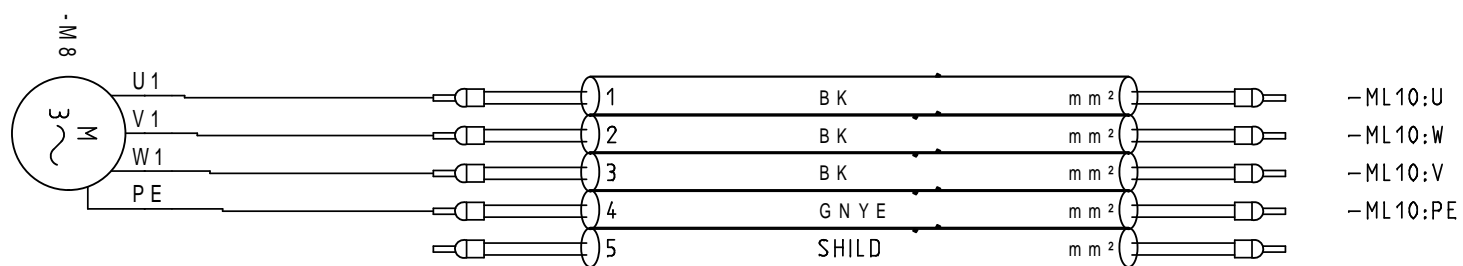 -M8
M
3~
U1
V1
W1
PE
1 BK mm² -ML10:U
2 BK mm² -ML10:W
3 BK mm² -ML10:V
4 GNYE mm² -ML10:PE
5 SHILD mm²